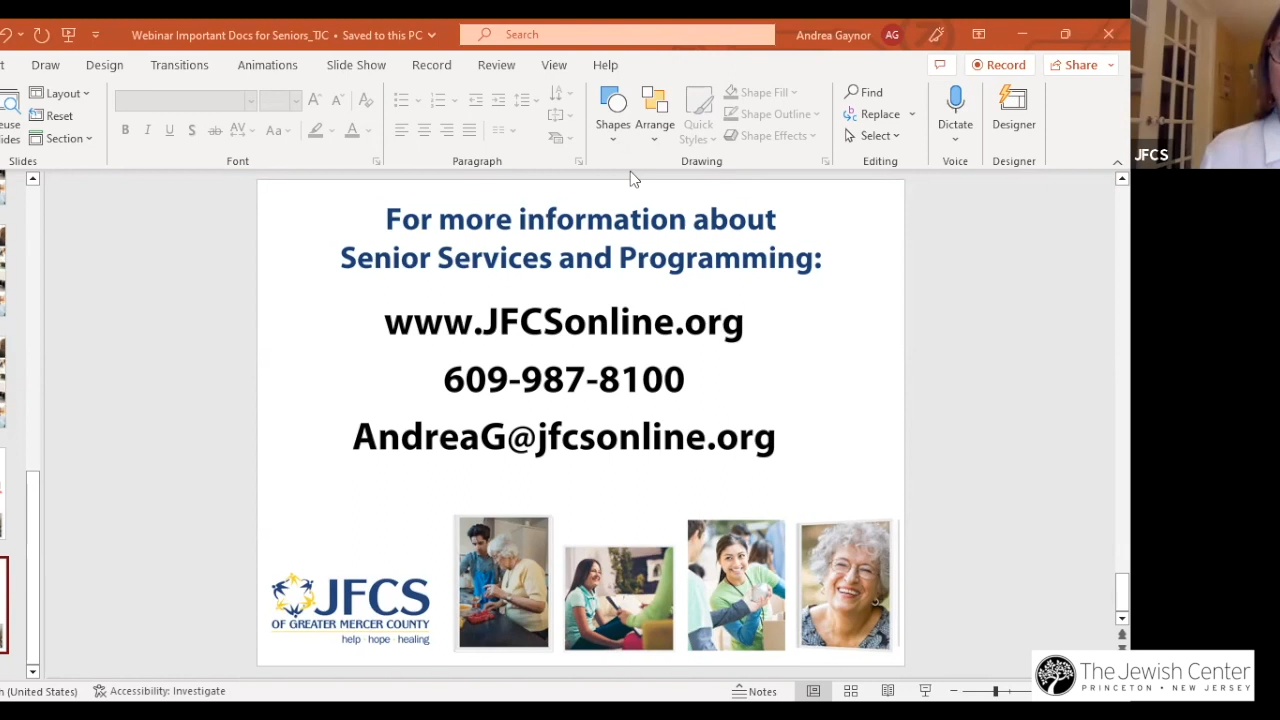 Webinar Important Docs for Seniors_TJC • Saved to this PC
Search
Andrea Gaynor
AG
Draw
Design
Transitions
Animations
Slide Show
Record
Review
View
Help
Record
Share
Layout
Reset
Section
Slides
B I U S ab AV Aa A
Font
Paragraph
Shapes
Arrange
Quick
Styles
Shape Fill
Shape Outline
Shape Effects
Drawing
Find
Replace
Select
Editing
Dictate
Voice
Designer
Designer
JFCS
For more information about
Senior Services and Programming:
www.JFCSonline.org
609-987-8100
AndreaG@jfcsonline.org
JFCS
OF GREATER MERCER COUNTY
help · hope · healing
(United States)
Accessibility: Investigate
Notes
The Jewish Center
PRINCETON • NEW JERSEY